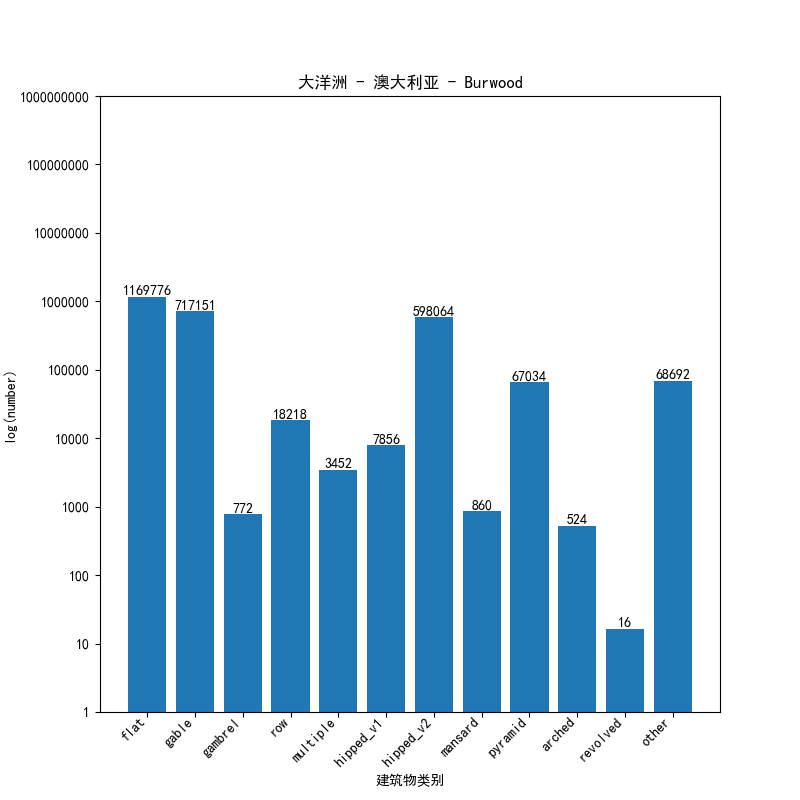 大洋洲 - 澳大利亚 - Burwood
1000000000
100000000
10000000
1000000
100000
10000
1000
100
10
1
log(number)
1169776
717151
772
18218
3452
7856
598064
860
67034
524
16
68692
flat
gable
gambrel
row
multiple
hipped_v1
hipped_v2
mansard
pyramid
arched
revolved
other
建筑物类别